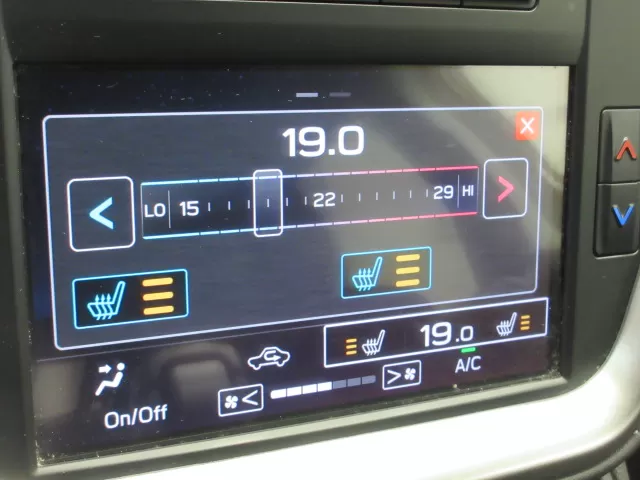 X
19.0
< LO 15 22 29 HI >
19.0
A/C
< >
On/Off